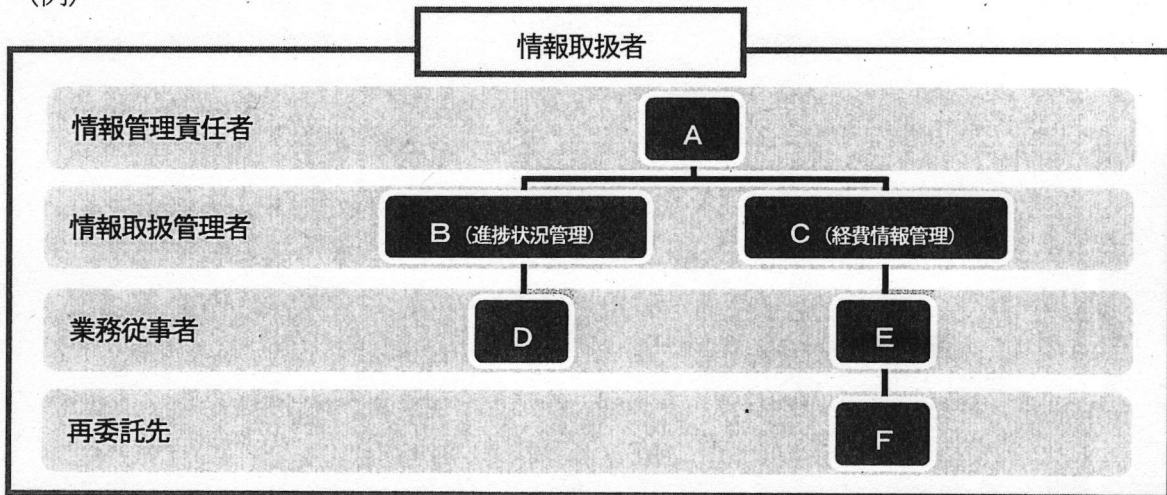 （例）
情報取扱者
情報管理責任者
A
情報取扱管理者
B（進捗状況管理）
C（経費情報管理）
業務従事者
D
E
再委託先
F